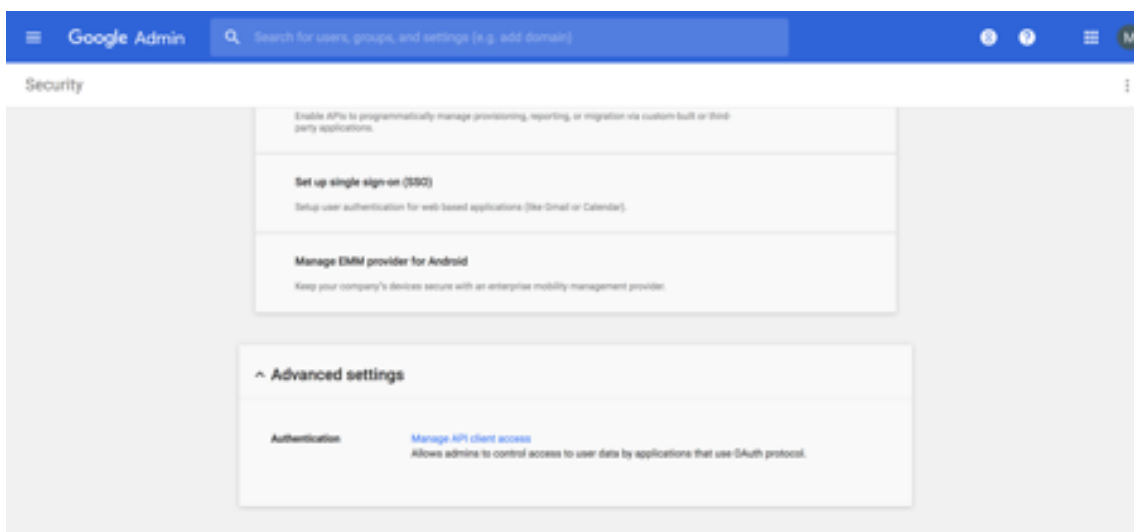 Google Admin
Search for users, groups, and settings (e.g. add domain)
M
Security
Enable APIs to programmatically manage provisioning, reporting, or migration via custom-built or third-
party applications.
Set up single sign-on (SSO)
Setup user authentication for web based applications (like Gmail or Calendar).
Manage EMM provider for Android
Keep your company's devices secure with an enterprise mobility management provider.
Advanced settings
Authentication
Manage API client access
Allows admins to control access to user data by applications that use OAuth protocol.